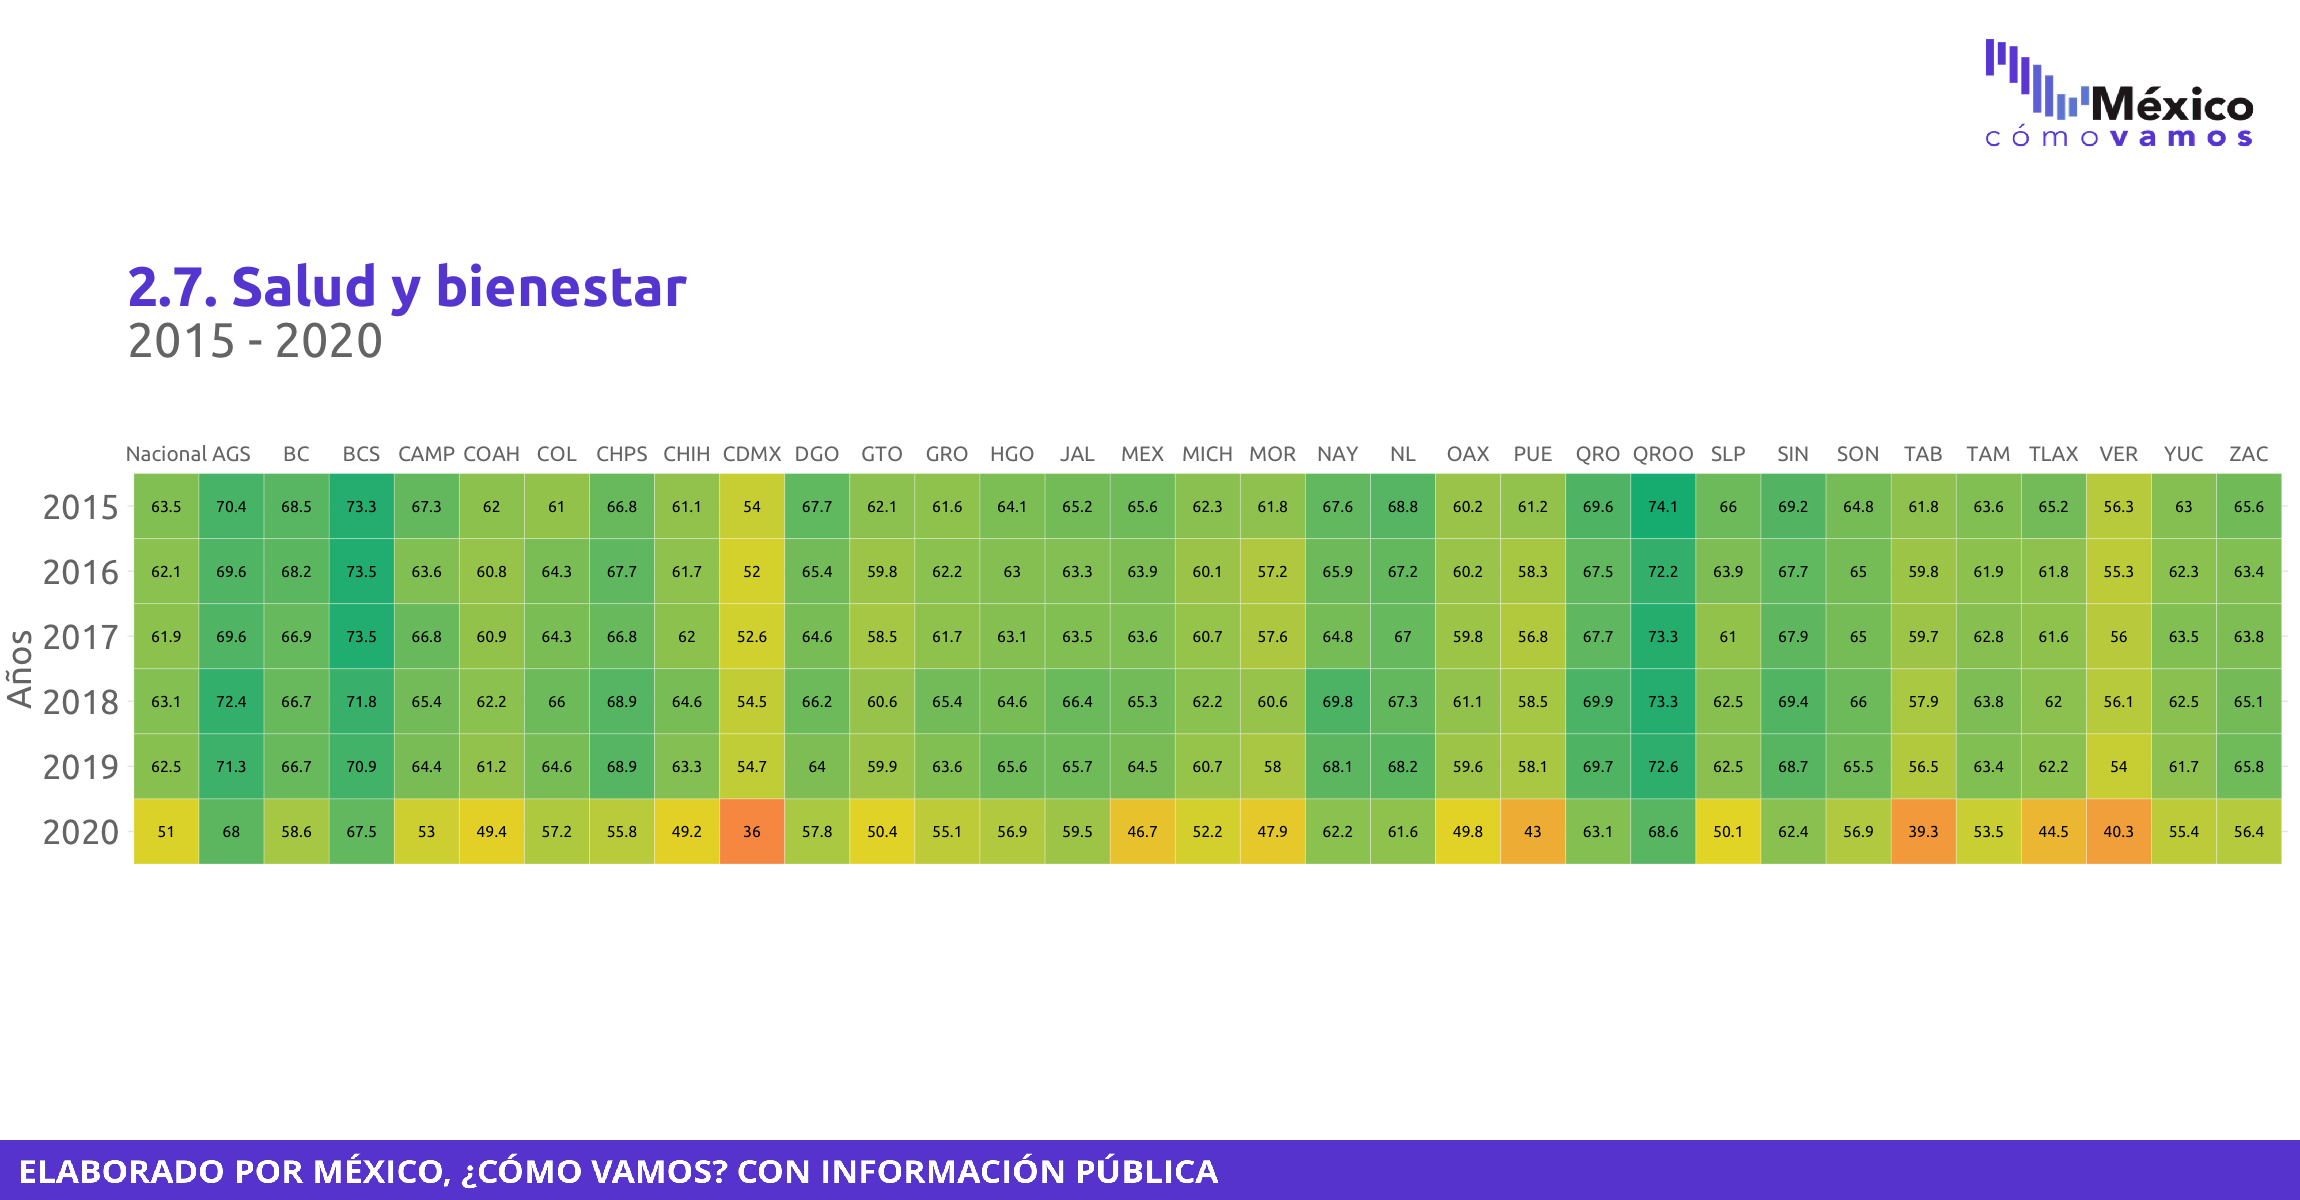 México
cómovamos
2.7. Salud y bienestar
2015 - 2020
Nacional AGS BC BCS CAMP COAH COL CHPS CHIH CDMX DGO GTO GRO HGO JAL MEX MICH MOR NAY NL OAX PUE QRO QROO SLP SIN SON TAB TAM TLAX VER YUC ZAC
2015 63.5 70.4 68.5 73.3 67.3 62 61 66.8 61.1 54 67.7 62.1 61.6 64.1 65.2 65.6 62.3 61.8 67.6 68.8 60.2 61.2 69.6 74.1 66 69.2 64.8 61.8 63.6 65.2 56.3 63 65.6
2016 62.1 69.6 68.2 73.5 63.6 60.8 64.3 67.7 61.7 52 65.4 59.8 62.2 63 63.3 63.9 60.1 57.2 65.9 67.2 60.2 58.3 67.5 72.2 63.9 67.7 65 59.8 61.9 61.8 55.3 62.3 63.4
2017 61.9 69.6 66.9 73.5 66.8 60.9 64.3 66.8 62 52.6 64.6 58.5 61.7 63.1 63.5 63.6 60.7 57.6 64.8 67 59.8 56.8 67.7 73.3 61 67.9 65 59.7 62.8 61.6 56 63.5 63.8
Años
2018 63.1 72.4 66.7 71.8 65.4 62.2 66 68.9 64.6 54.5 66.2 60.6 65.4 64.6 66.4 65.3 62.2 60.6 69.8 67.3 61.1 58.5 69.9 73.3 62.5 69.4 66 57.9 63.8 62 56.1 62.5 65.1
2019 62.5 71.3 66.7 70.9 64.4 61.2 64.6 68.9 63.3 54.7 64 59.9 63.6 65.6 65.7 64.5 60.7 58 68.1 68.2 59.6 58.1 69.7 72.6 62.5 68.7 65.5 56.5 63.4 62.2 54 61.7 65.8
2020 51 68 58.6 67.5 53 49.4 57.2 55.8 49.2 36 57.8 50.4 55.1 56.9 59.5 46.7 52.2 47.9 62.2 61.6 49.8 43 63.1 68.6 50.1 62.4 56.9 39.3 53.5 44.5 40.3 55.4 56.4
ELABORADO POR MÉXICO, ¿CÓMO VAMOS? CON INFORMACIÓN PÚBLICA